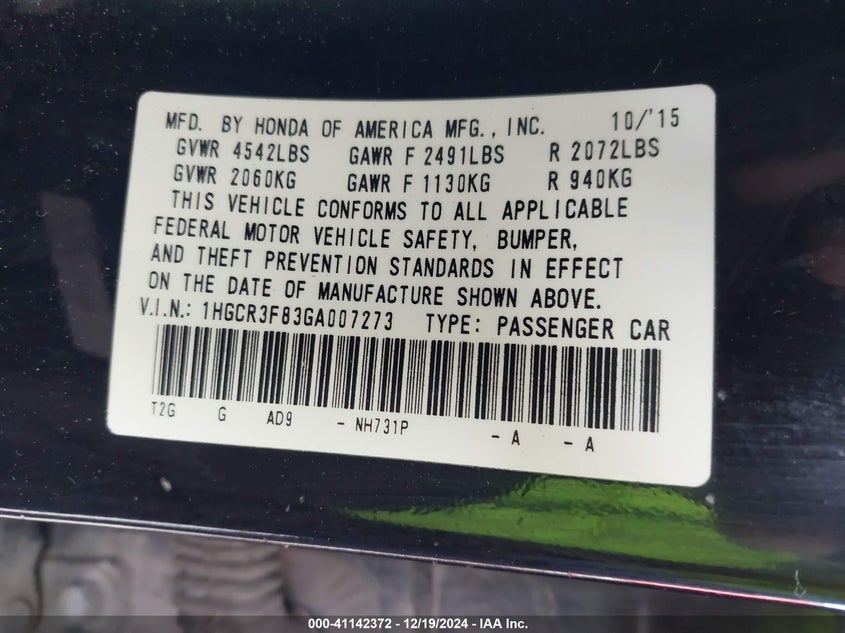 MFD. BY HONDA OF AMERICA MFG., INC. 10/'15
GVWR 4542LBS GAWR F 2491LBS R 2072LBS
GVWR 2060KG GAWR F 1130KG R 940KG
THIS VEHICLE CONFORMS TO ALL APPLICABLE
FEDERAL MOTOR VEHICLE SAFETY, BUMPER,
AND THEFT PREVENTION STANDARDS IN EFFECT
ON THE DATE OF MANUFACTURE SHOWN ABOVE.
V.I.N.: 1HGCR3F83GA007273 TYPE: PASSENGER CAR
T2G G AD9 - NH731P - A - A
000-41142372 - 12/19/2024 - IAA Inc.